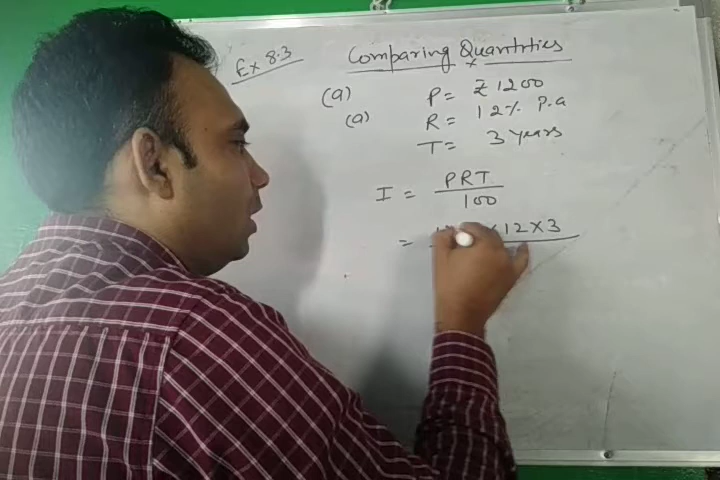 Ex 8.3
Comparing Quantities
(a)
(a)
P = ₹ 1200
R = 12% P.a
T = 3 years
I = PRT / 100
= × 12 × 3